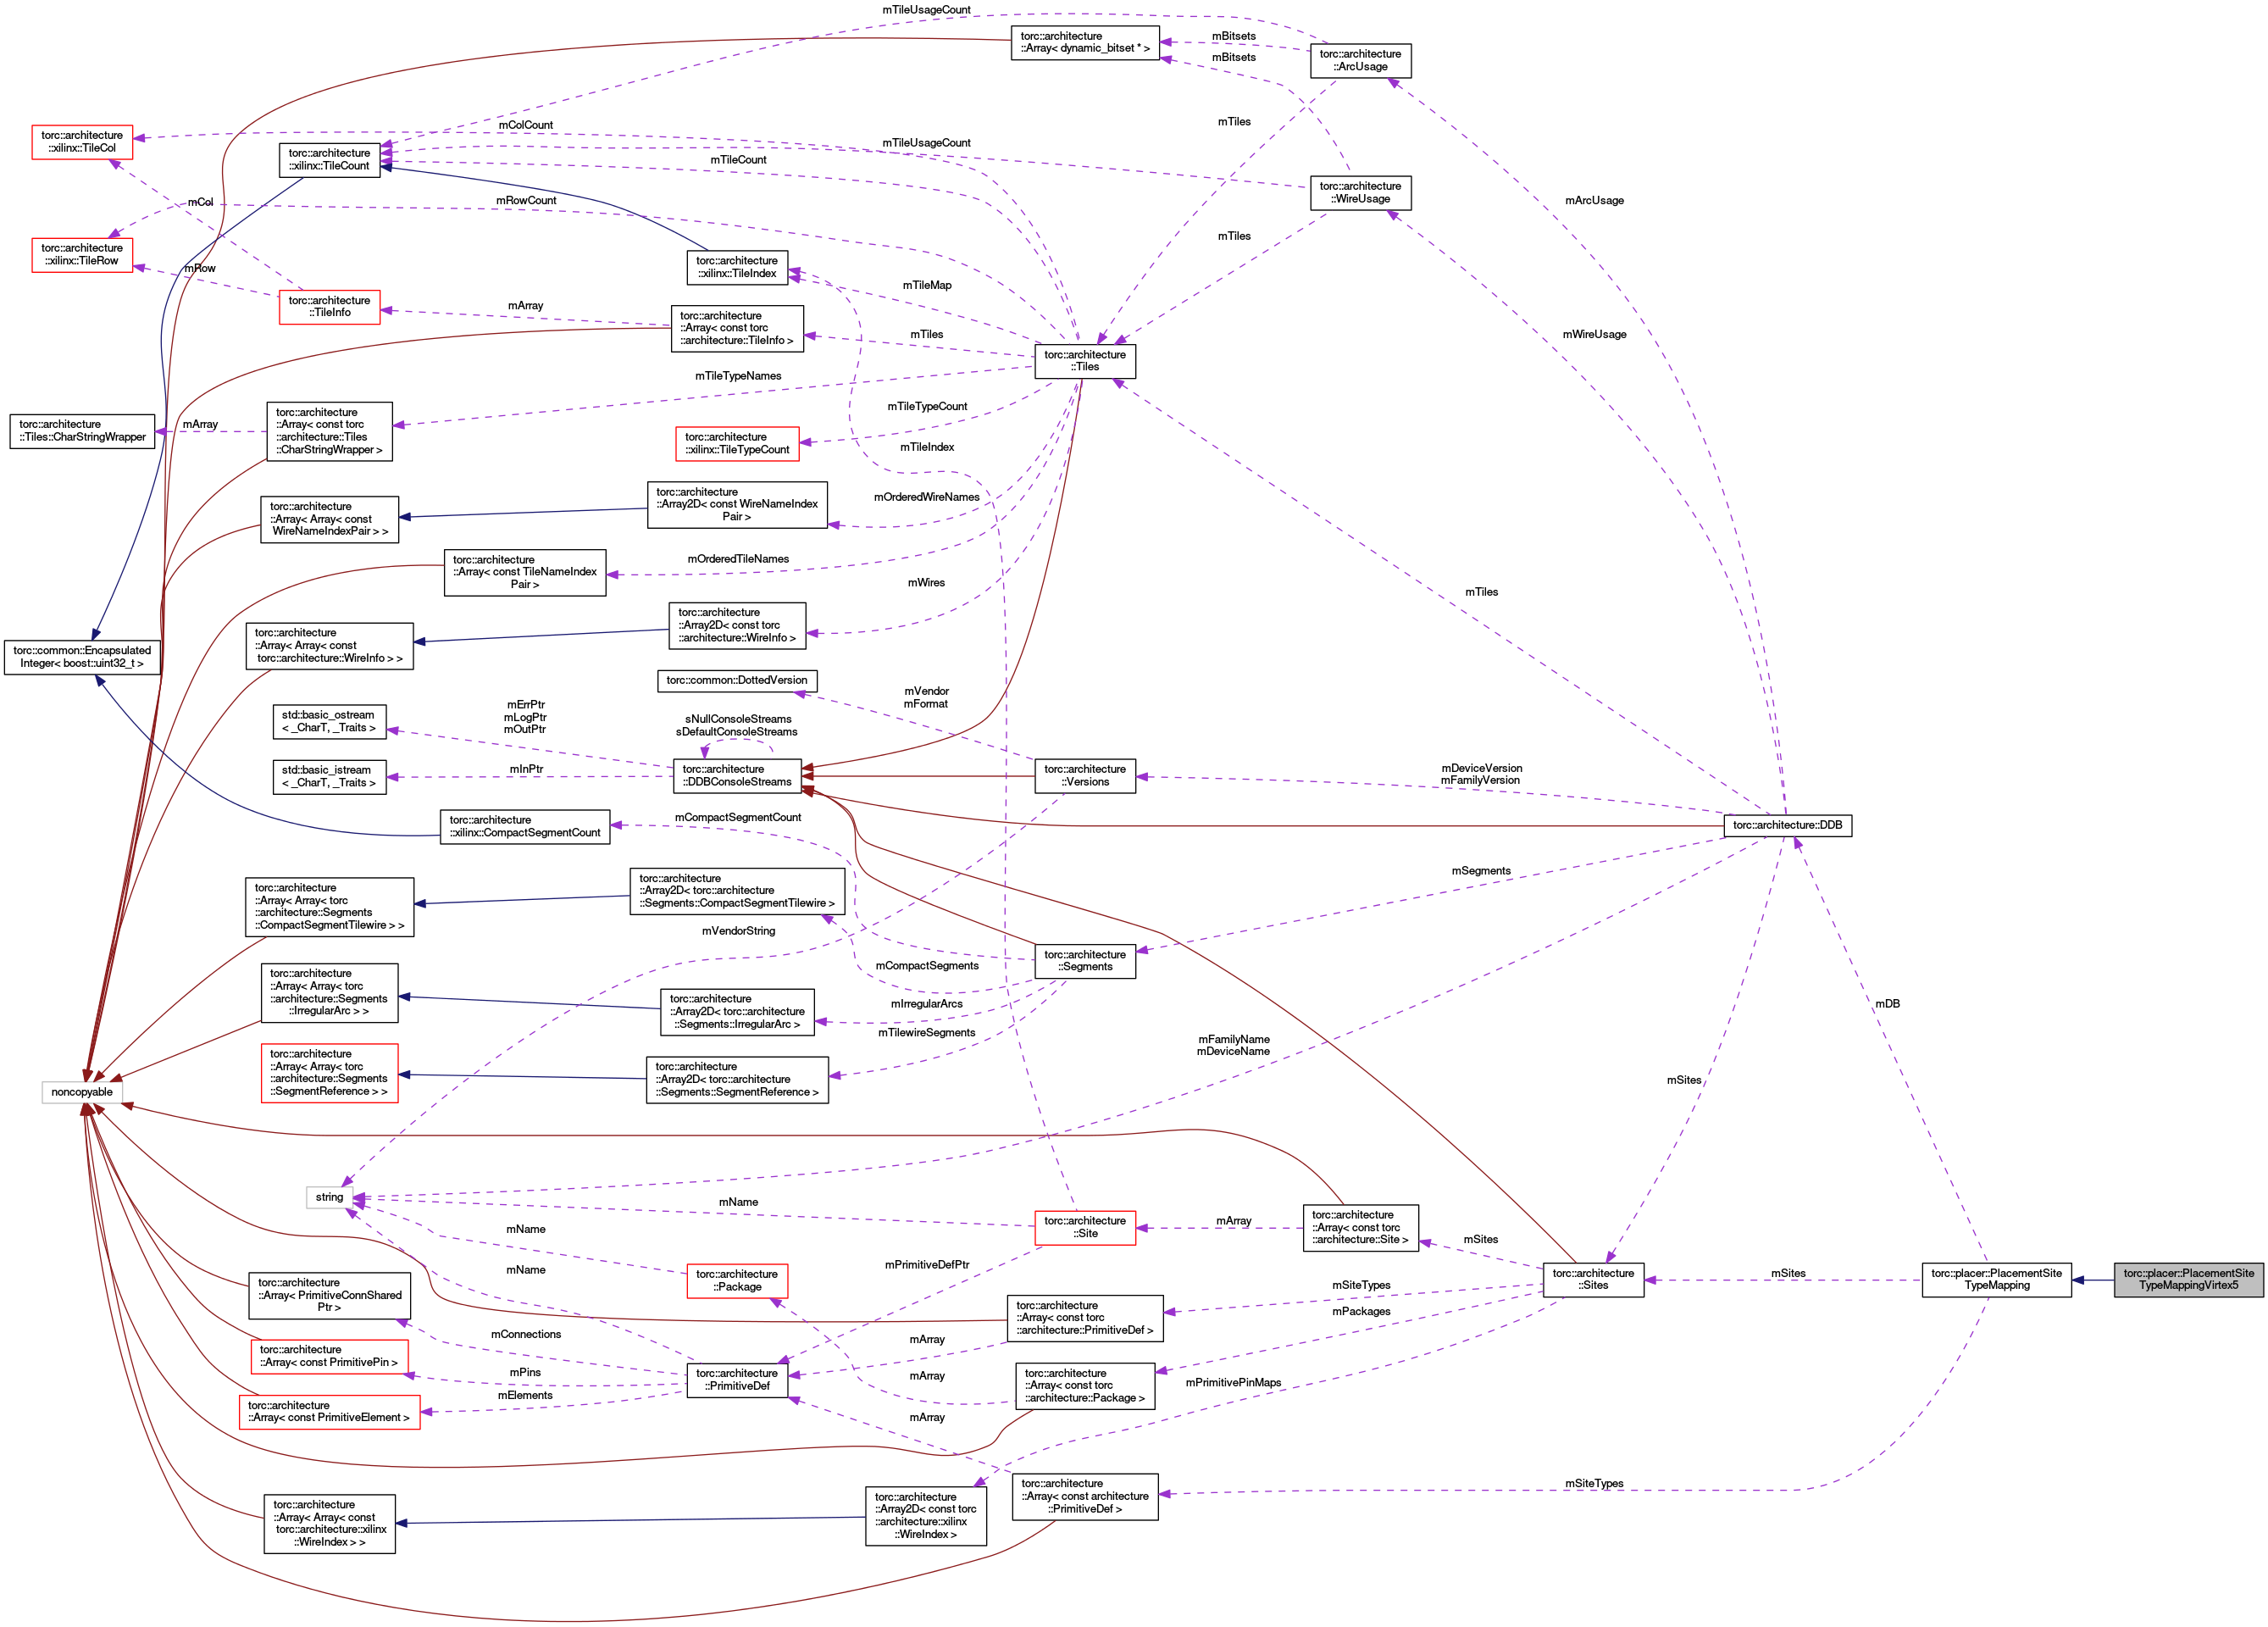 mTileUsageCount
torc::architecture
::Array< dynamic_bitset * >
mBitsets
mBitsets
torc::architecture
::ArcUsage
torc::architecture
::xilinx::TileCol
mColCount
torc::architecture
::xilinx::TileCount
mTileUsageCount
mTileCount
mTiles
torc::architecture
::WireUsage
mArcUsage
mCol
mRowCount
torc::architecture
::xilinx::TileRow
mRow
torc::architecture
::xilinx::TileIndex
mTiles
torc::architecture
::TileInfo
mArray
torc::architecture
::Array< const torc
::architecture::TileInfo >
mTileMap
mTiles
torc::architecture
::Tiles
mWireUsage
mTileTypeNames
torc::architecture
::Tiles::CharStringWrapper
mArray
torc::architecture
::Array< const torc
::architecture::Tiles
::CharStringWrapper >
mTileTypeCount
torc::architecture
::xilinx::TileTypeCount
mTileIndex
torc::architecture
::Array< Array< const
WireNameIndexPair > >
torc::architecture
::Array2D< const WireNameIndex
Pair >
mOrderedWireNames
torc::architecture
::Array< const TileNameIndex
Pair >
mOrderedTileNames
mWires
mTiles
torc::common::Encapsulated
Integer< boost::uint32_t >
torc::architecture
::Array< Array< const
torc::architecture::WireInfo > >
torc::architecture
::Array2D< const torc
::architecture::WireInfo >
torc::common::DottedVersion
mVendor
mFormat
std::basic_ostream
< _CharT, _Traits >
mErrPtr
mLogPtr
mOutPtr
sNullConsoleStreams
sDefaultConsoleStreams
std::basic_istream
< _CharT, _Traits >
mInPtr
torc::architecture
::DDBConsoleStreams
torc::architecture
::Versions
mDeviceVersion
mFamilyVersion
torc::architecture
::xilinx::CompactSegmentCount
mCompactSegmentCount
torc::architecture::DDB
torc::architecture
::Array< Array< torc
::architecture::Segments
::CompactSegmentTilewire > >
torc::architecture
::Array2D< torc::architecture
::Segments::CompactSegmentTilewire >
mSegments
mVendorString
mCompactSegments
torc::architecture
::Segments
torc::architecture
::Array< Array< torc
::architecture::Segments
::IrregularArc > >
torc::architecture
::Array2D< torc::architecture
::Segments::IrregularArc >
mIrregularArcs
mTilewireSegments
mDB
torc::architecture
::Array< Array< torc
::architecture::Segments
::SegmentReference > >
torc::architecture
::Array2D< torc::architecture
::Segments::SegmentReference >
mFamilyName
mDeviceName
mSites
noncopyable
string
mName
torc::architecture
::Site
mArray
torc::architecture
::Array< const torc
::architecture::Site >
mSites
mName
mPrimitiveDefPtr
torc::architecture
::Array< PrimitiveConnShared
Ptr >
mName
torc::architecture
::Package
torc::architecture
::Array< const torc
::architecture::PrimitiveDef >
mSiteTypes
mPackages
torc::architecture
::Sites
mSites
torc::placer::PlacementSite
TypeMapping
torc::placer::PlacementSite
TypeMappingVirtex5
mConnections
torc::architecture
::Array< const PrimitivePin >
mPins
mElements
torc::architecture
::PrimitiveDef
mArray
mArray
torc::architecture
::Array< const torc
::architecture::Package >
mPrimitivePinMaps
torc::architecture
::Array< const PrimitiveElement >
mArray
torc::architecture
::Array< Array< const
torc::architecture::xilinx
::WireIndex > >
torc::architecture
::Array2D< const torc
::architecture::xilinx
::WireIndex >
torc::architecture
::Array< const architecture
::PrimitiveDef >
mSiteTypes